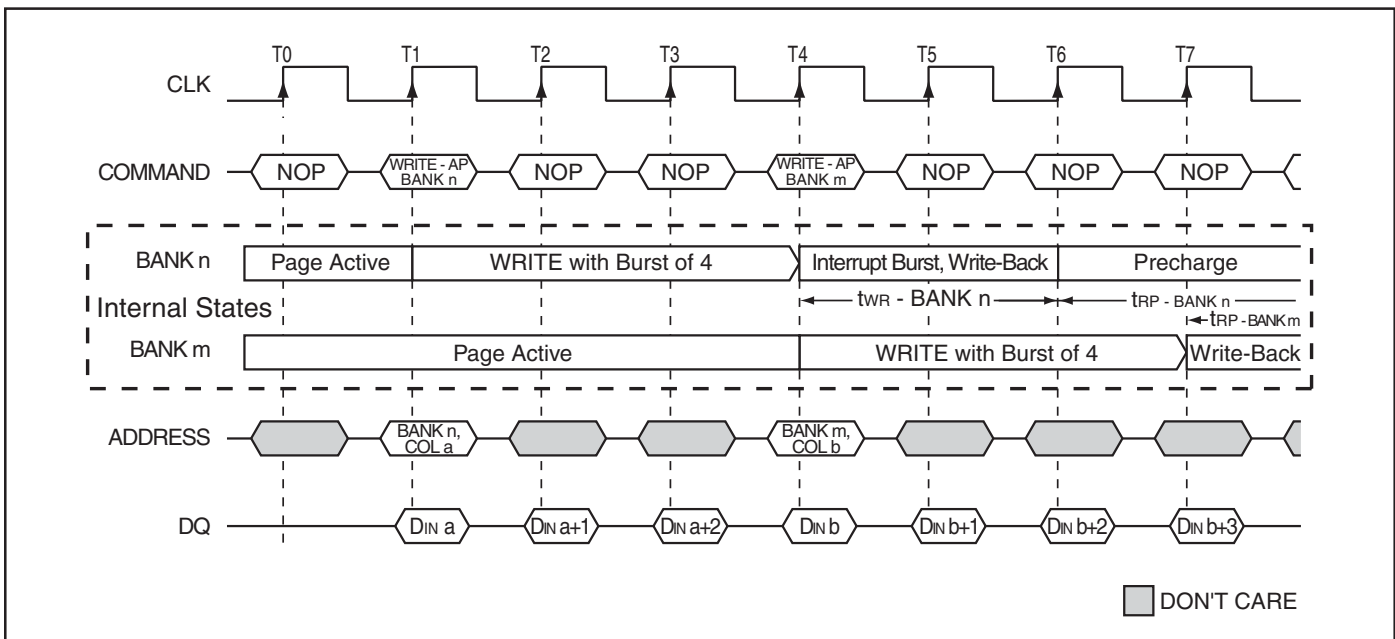 T0 T1 T2 T3 T4 T5 T6 T7
CLK
COMMAND NOP WRITE - AP BANK n NOP NOP WRITE - AP BANK m NOP NOP NOP
BANK n Page Active WRITE with Burst of 4 Interrupt Burst, Write-Back Precharge
tWR - BANK n tRP - BANK n
Internal States
tRP - BANK m
BANK m Page Active WRITE with Burst of 4 Write-Back
ADDRESS BANK n, COL a BANK m, COL b
DQ DIN a DIN a+1 DIN a+2 DIN b DIN b+1 DIN b+2 DIN b+3
DON'T CARE